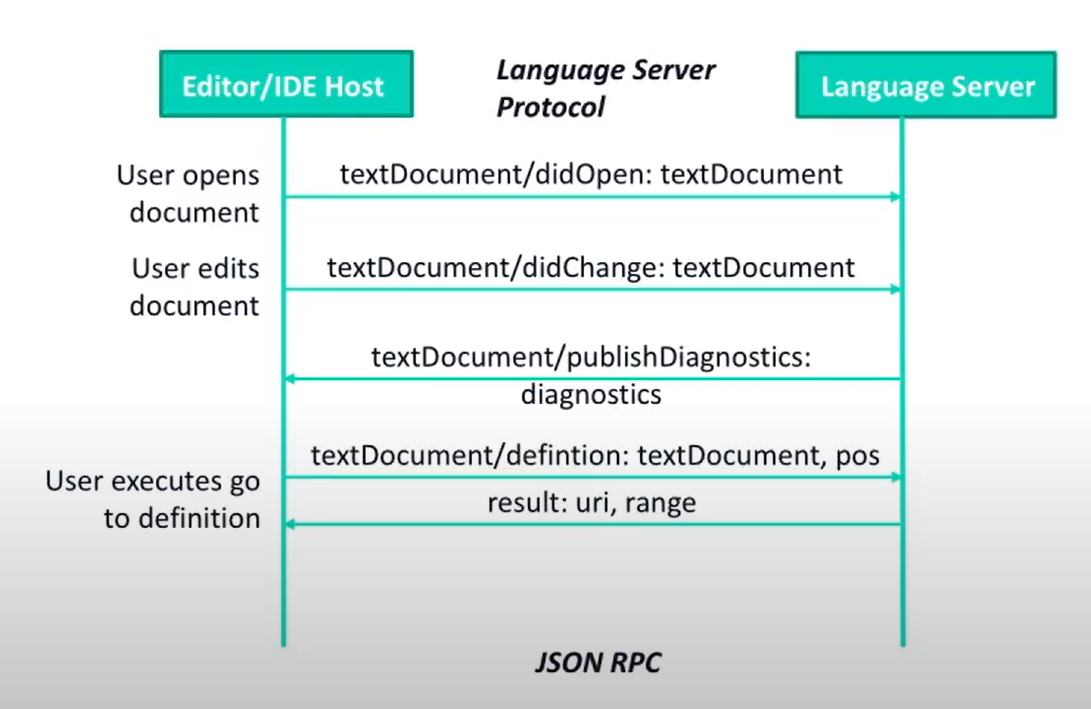 Editor/IDE Host
Language Server
Protocol
Language Server
User opens
document
textDocument/didOpen: textDocument
User edits
document
textDocument/didChange: textDocument
textDocument/publishDiagnostics:
diagnostics
User executes go
to definition
textDocument/defintion: textDocument, pos
result: uri, range
JSON RPC